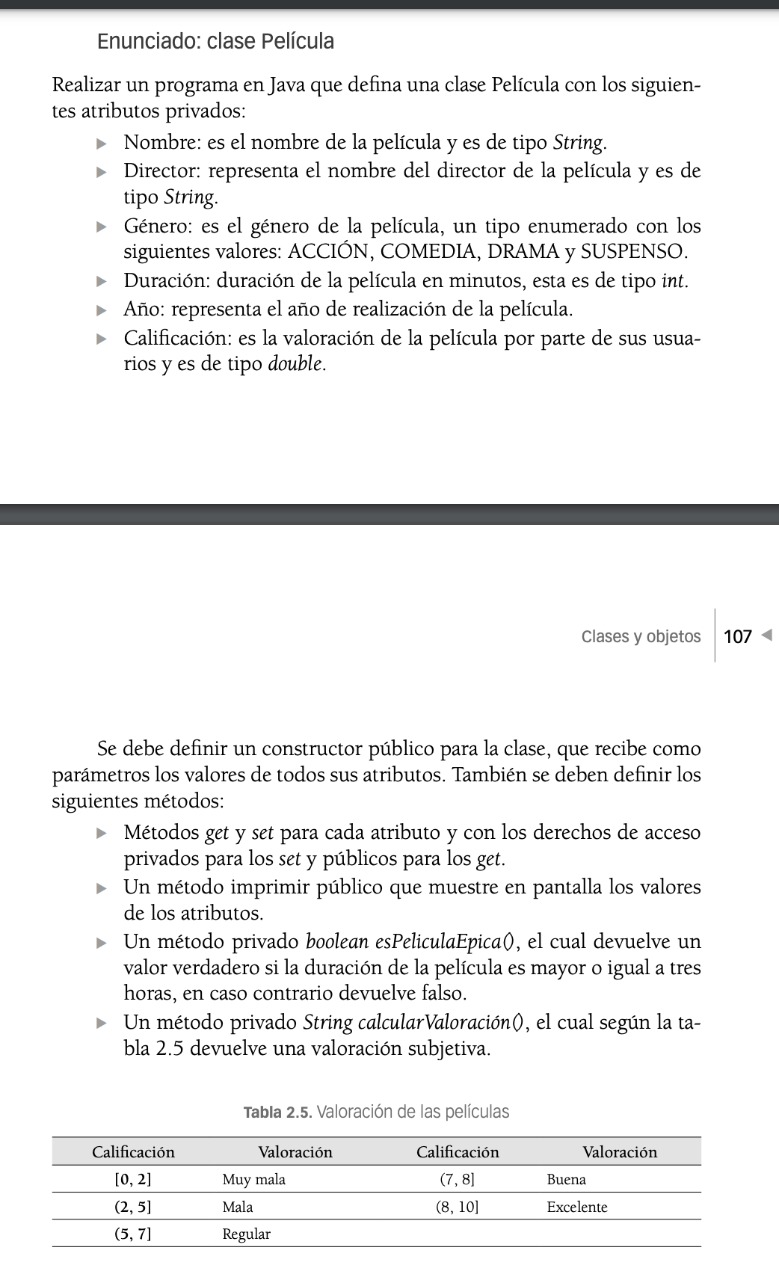 Enunciado: clase Película
Realizar un programa en Java que defina una clase Película con los siguien-
tes atributos privados:
Nombre: es el nombre de la película y es de tipo String.
Director: representa el nombre del director de la película y es de
tipo String.
Género: es el género de la película, un tipo enumerado con los
siguientes valores: ACCIÓN, COMEDIA, DRAMA y SUSPENSO.
Duración: duración de la película en minutos, esta es de tipo int.
Año: representa el año de realización de la película.
Calificación: es la valoración de la película por parte de sus usua-
rios y es de tipo double.
Clases y objetos 107
Se debe definir un constructor público para la clase, que recibe como
parámetros los valores de todos sus atributos. También se deben definir los
siguientes métodos:
Métodos get y set para cada atributo y con los derechos de acceso
privados para los set y públicos para los get.
Un método imprimir público que muestre en pantalla los valores
de los atributos.
Un método privado boolean esPeliculaEpica(), el cual devuelve un
valor verdadero si la duración de la película es mayor o igual a tres
horas, en caso contrario devuelve falso.
Un método privado String calcularValoración(), el cual según la ta-
bla 2.5 devuelve una valoración subjetiva.
Tabla 2.5. Valoración de las películas
Calificación Valoración Calificación Valoración
[0, 2] Muy mala (7, 8] Buena
(2, 5] Mala (8, 10] Excelente
(5, 7] Regular